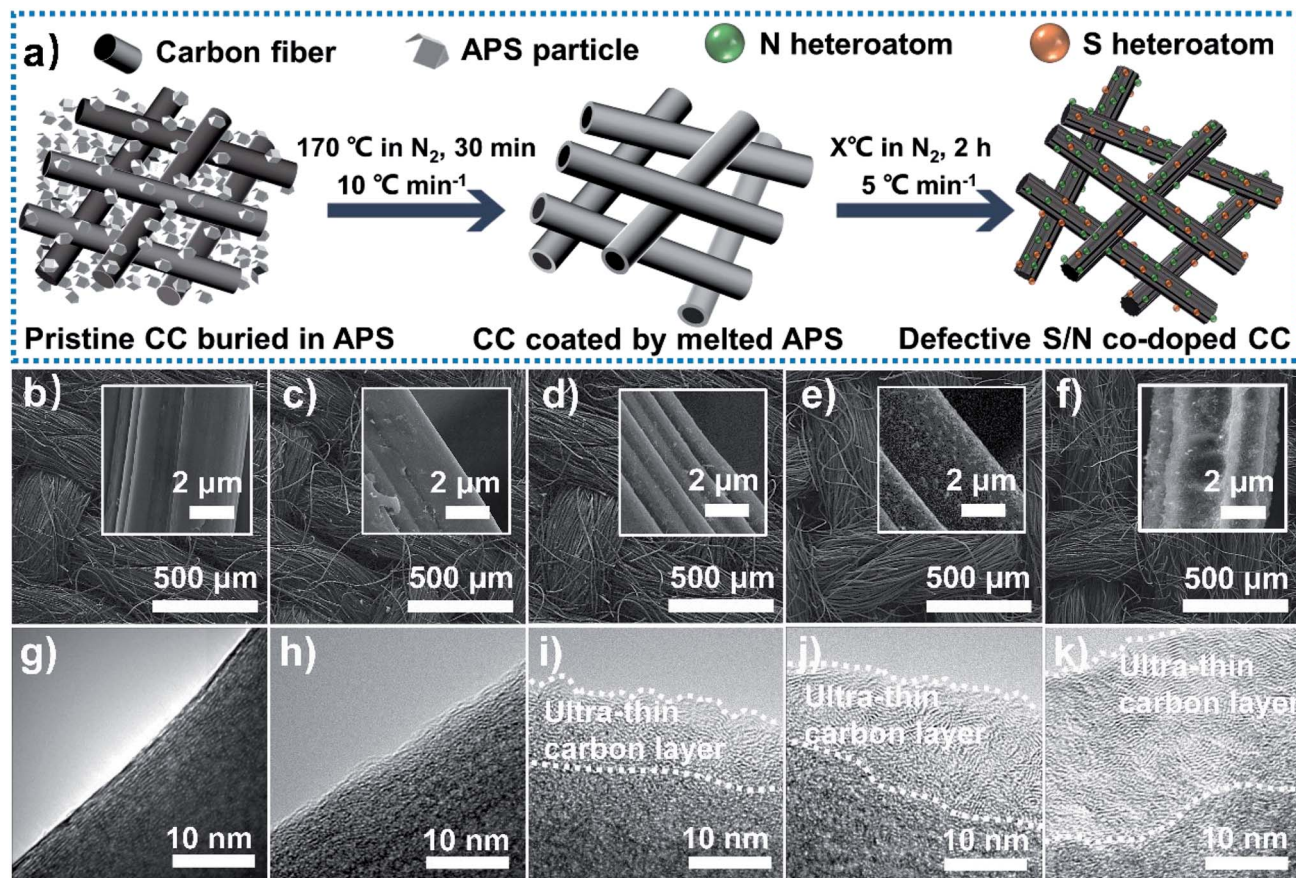 a)
Carbon fiber
APS particle
N heteroatom
S heteroatom
170 ℃ in N₂, 30 min
10 ℃ min⁻¹
X℃ in N₂, 2 h
5 ℃ min⁻¹
Pristine CC buried in APS
CC coated by melted APS
Defective S/N co-doped CC
b)
2 µm
500 µm
c)
2 µm
500 µm
d)
2 µm
500 µm
e)
2 µm
500 µm
f)
2 µm
500 µm
g)
10 nm
h)
10 nm
i)
Ultra-thin
carbon layer
10 nm
j)
Ultra-thin
carbon layer
10 nm
k)
Ultra-thin
carbon layer
10 nm